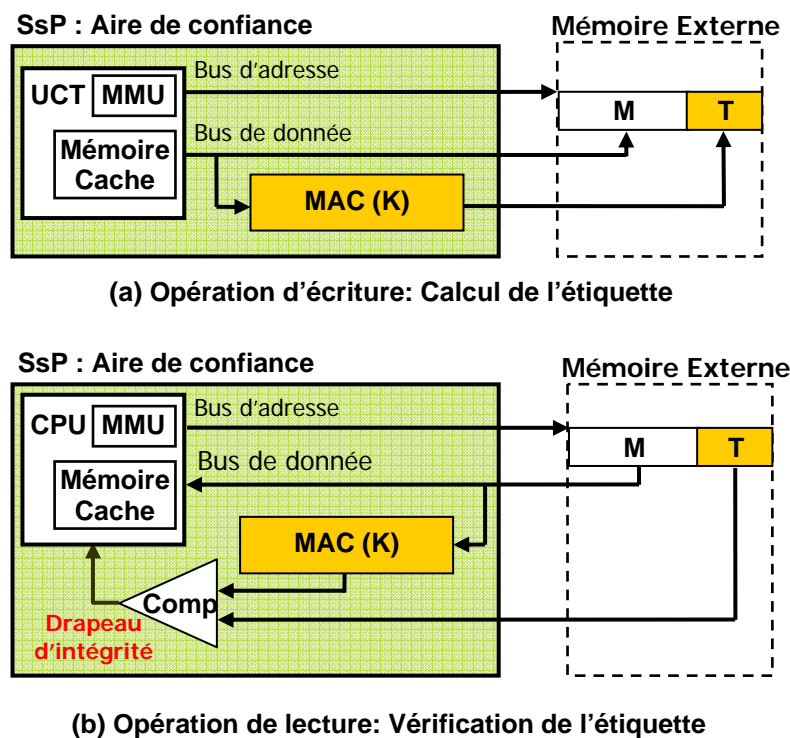 SsP : Aire de confiance
Mémoire Externe
Bus d'adresse
UCT
MMU
M
T
Bus de donnée
Mémoire
Cache
MAC (K)
(a) Opération d'écriture: Calcul de l'étiquette
SsP : Aire de confiance
Mémoire Externe
Bus d'adresse
CPU
MMU
M
T
Bus de donnée
Mémoire
Cache
MAC (K)
Comp
Drapeau
d'intégrité
(b) Opération de lecture: Vérification de l'étiquette